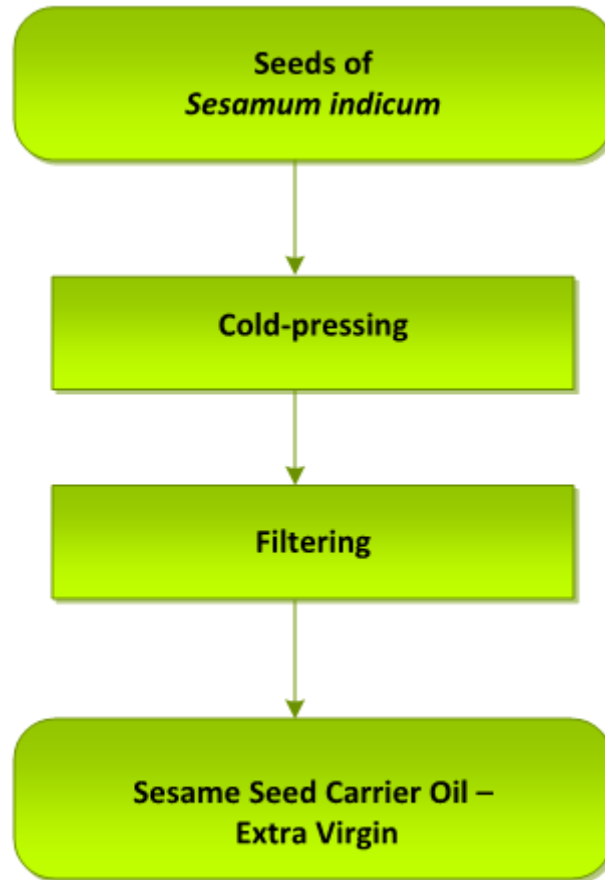 Seeds of
Sesamum indicum
Cold-pressing
Filtering
Sesame Seed Carrier Oil –
Extra Virgin